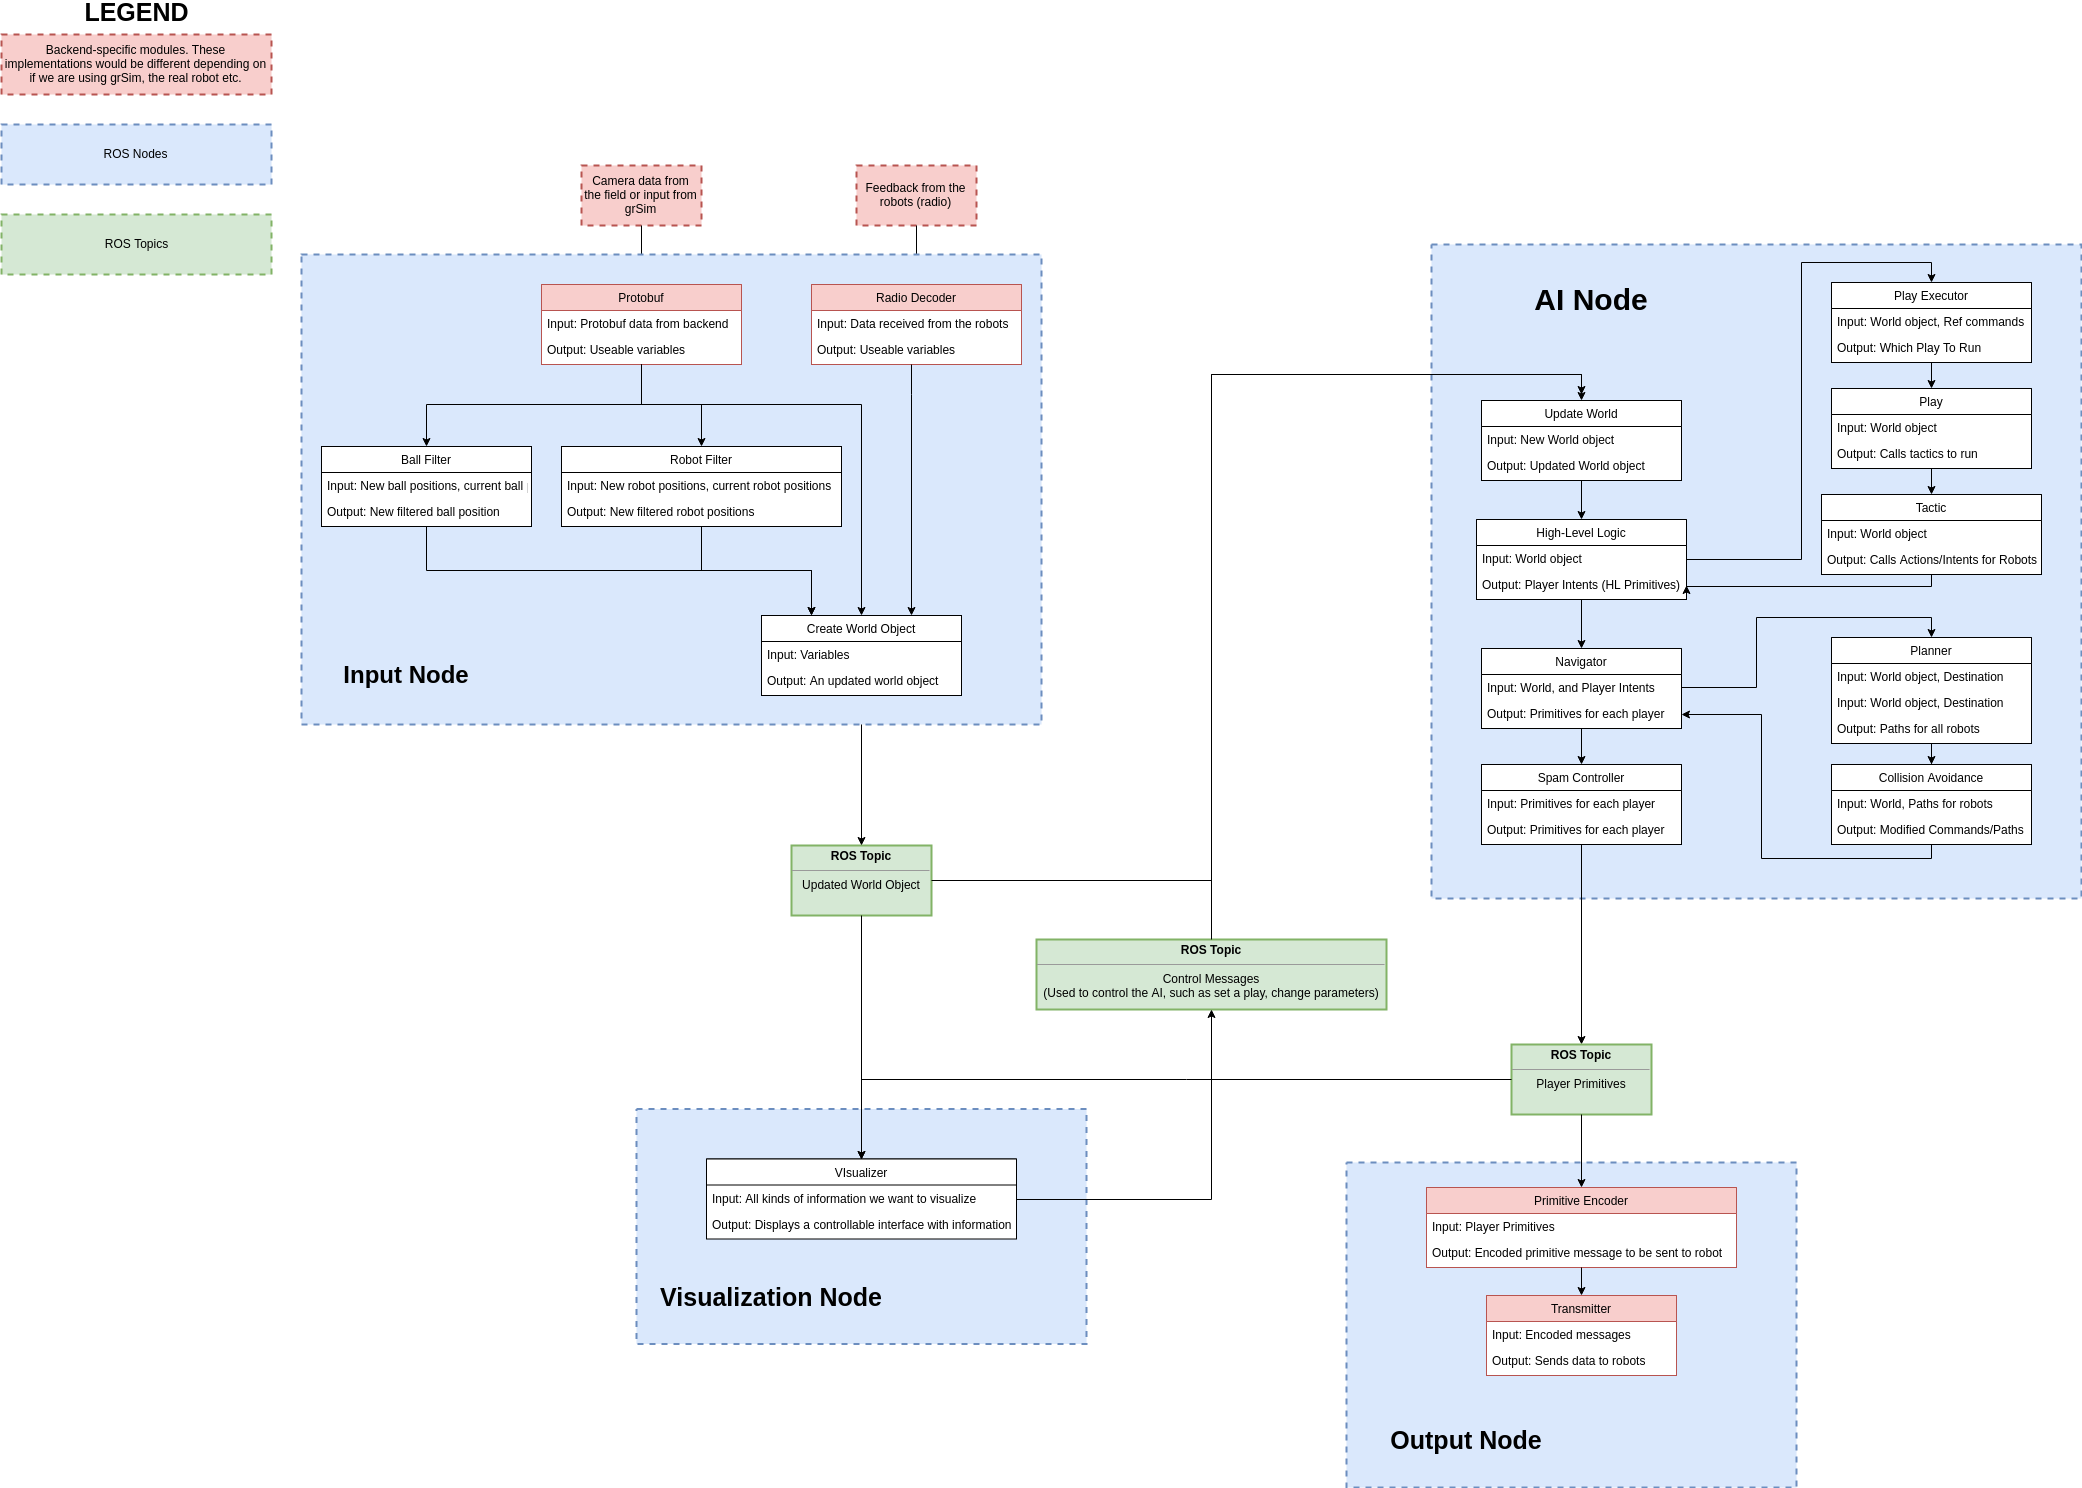 LEGEND
Backend-specific modules. These
implementations would be different depending on
if we are using grSim, the real robot etc.
ROS Nodes
ROS Topics
Camera data from
the field or input from
grSim
Feedback from the
robots (radio)
Protobuf
Input: Protobuf data from backend
Output: Useable variables
Radio Decoder
Input: Data received from the robots
Output: Useable variables
Ball Filter
Input: New ball positions, current ball
Output: New filtered ball position
Robot Filter
Input: New robot positions, current robot positions
Output: New filtered robot positions
Create World Object
Input: Variables
Output: An updated world object
Input Node
AI Node
Update World
Input: New World object
Output: Updated World object
High-Level Logic
Input: World object
Output: Player Intents (HL Primitives)
Navigator
Input: World, and Player Intents
Output: Primitives for each player
Spam Controller
Input: Primitives for each player
Output: Primitives for each player
Play Executor
Input: World object, Ref commands
Output: Which Play To Run
Play
Input: World object
Output: Calls tactics to run
Tactic
Input: World object
Output: Calls Actions/Intents for Robots
Planner
Input: World object, Destination
Input: World object, Destination
Output: Paths for all robots
Collision Avoidance
Input: World, Paths for robots
Output: Modified Commands/Paths
ROS Topic
Updated World Object
ROS Topic
Control Messages
(Used to control the AI, such as set a play, change parameters)
ROS Topic
Player Primitives
VIsualizer
Input: All kinds of information we want to visualize
Output: Displays a controllable interface with information
Visualization Node
Primitive Encoder
Input: Player Primitives
Output: Encoded primitive message to be sent to robot
Transmitter
Input: Encoded messages
Output: Sends data to robots
Output Node